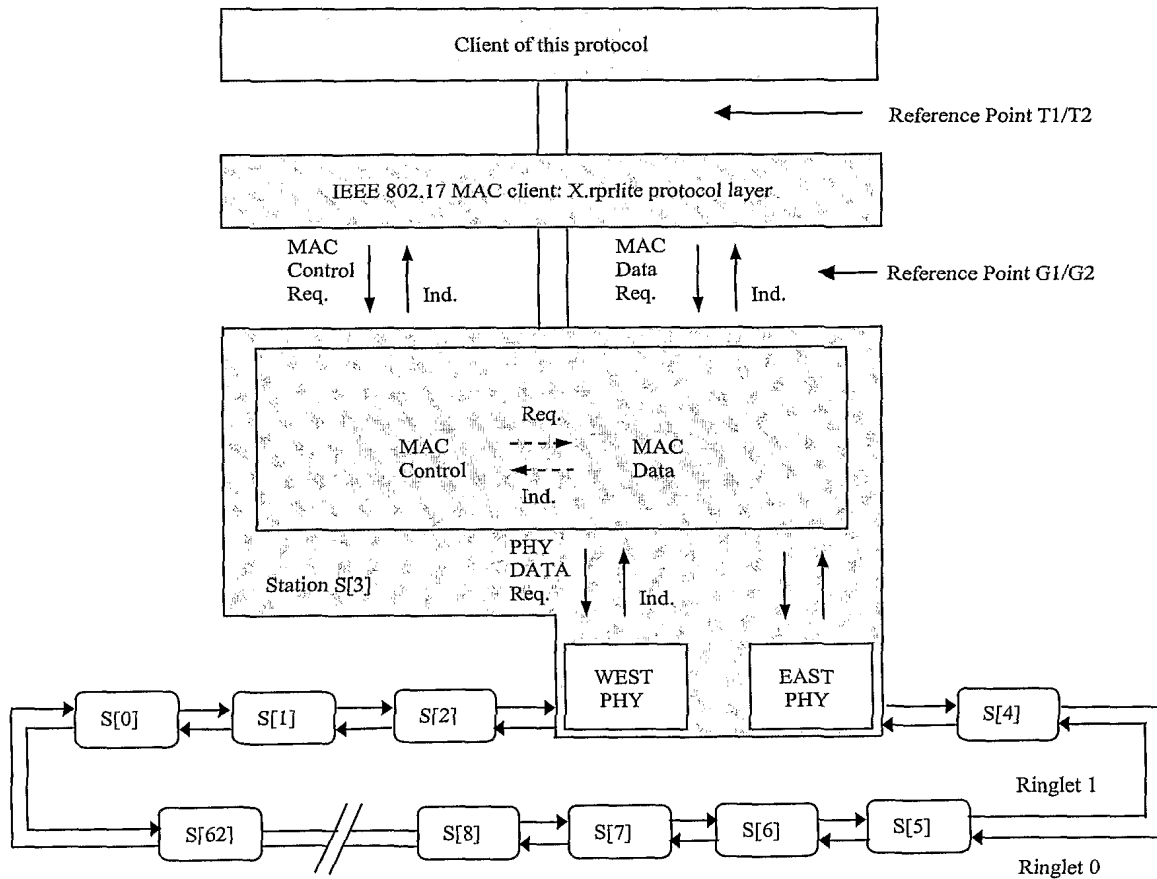 Client of this protocol
Reference Point T1/T2
IEEE 802.17 MAC client: X.rprlite protocol layer
MAC
Control
Req.
Ind.
MAC
Data
Req.
Ind.
Reference Point G1/G2
Req.
MAC
Control
MAC
Data
Ind.
PHY
DATA
Req.
Ind.
Station S[3]
WEST
PHY
EAST
PHY
S[0]
S[1]
S[2]
S[4]
Ringlet 1
S[62]
S[8]
S[7]
S[6]
S[5]
Ringlet 0